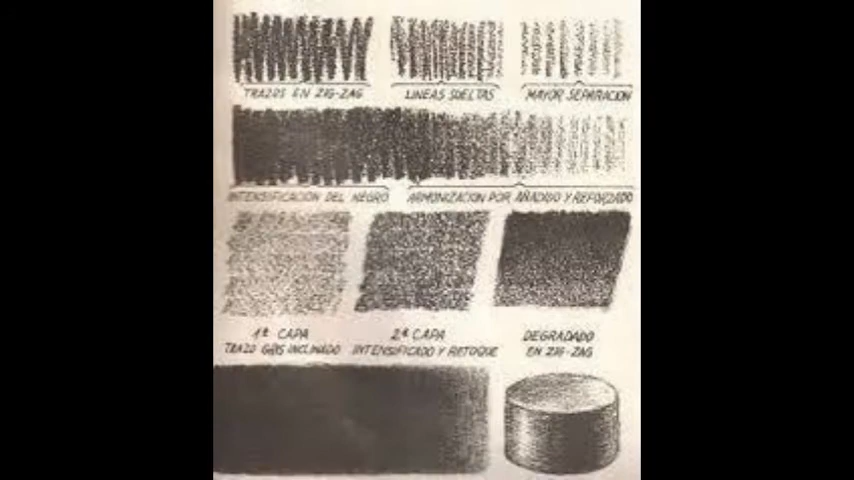 TRAZOS EN ZIG-ZAG
LINEAS SUELTAS
MAYOR SEPARACION
INTENSIFICACION DEL NEGRO
ARMONIZACION POR AÑADIDO Y REFORZADO
1ª CAPA
TRAZO GRIS INCLINADO
2ª CAPA
INTENSIFICADO Y RETOQUE
DEGRADADO
EN ZIG-ZAG